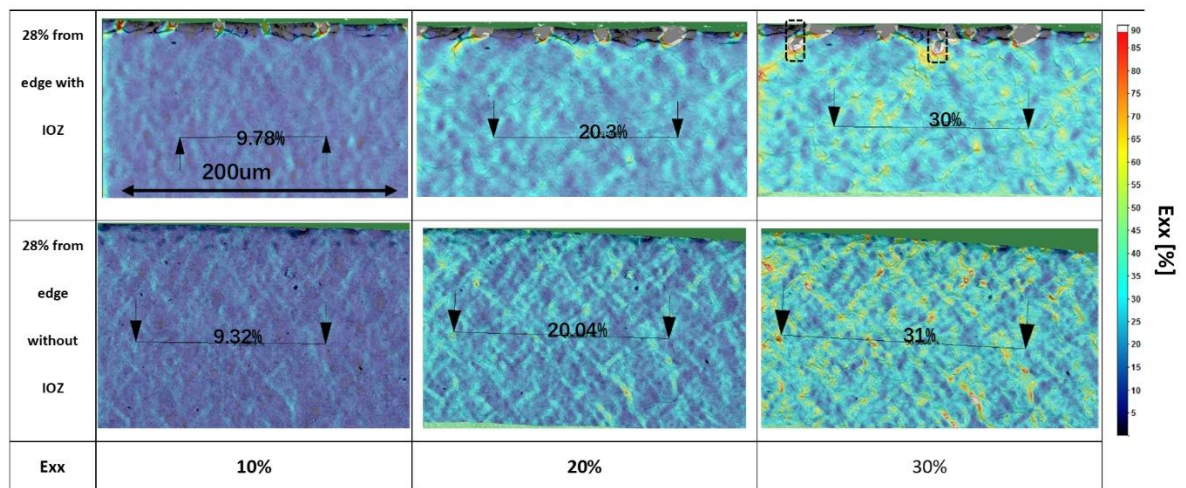 28% from
edge with
IOZ
9.78%
200um
20.3%
30%
28% from
edge
without
IOZ
9.32%
20.04%
31%
Exx
10%
20%
30%
90
85
80
75
70
65
60
55
50
45
40
35
30
25
20
15
10
5
Exx [%]